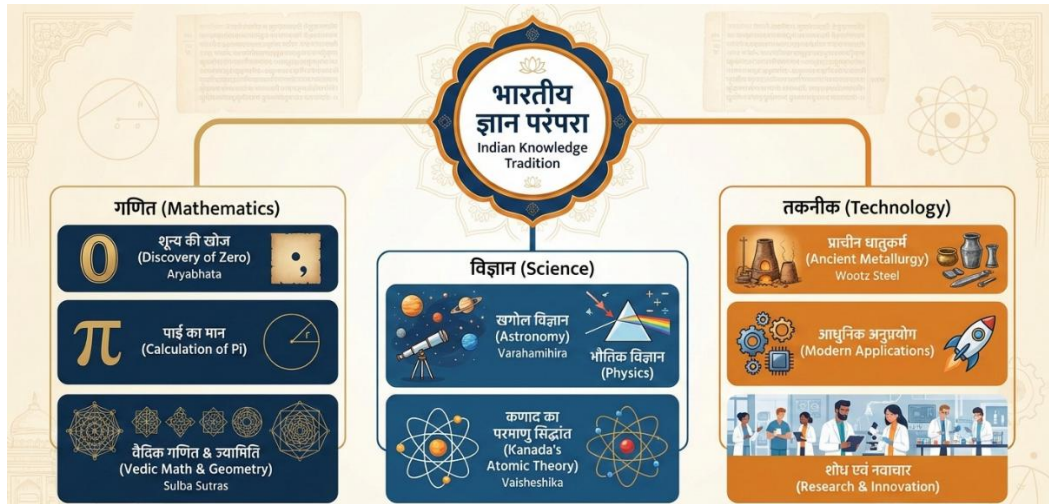 भारतीय
ज्ञान परंपरा
Indian Knowledge
Tradition
गणित (Mathematics)
शून्य की खोज
(Discovery of Zero)
Aryabhata
0
π
पाई का मान
(Calculation of Pi)
r
वैदिक गणित & ज्यामिति
(Vedic Math & Geometry)
Sulba Sutras
विज्ञान (Science)
खगोल विज्ञान
(Astronomy)
Varahamihira
भौतिक विज्ञान
(Physics)
कणाद का
परमाणु सिद्धांत
(Kanada's
Atomic Theory)
Vaisheshika
तकनीक (Technology)
प्राचीन धातुकर्म
(Ancient Metallurgy)
Wootz Steel
आधुनिक अनुप्रयोग
(Modern Applications)
शोध एवं नवाचार
(Research & Innovation)